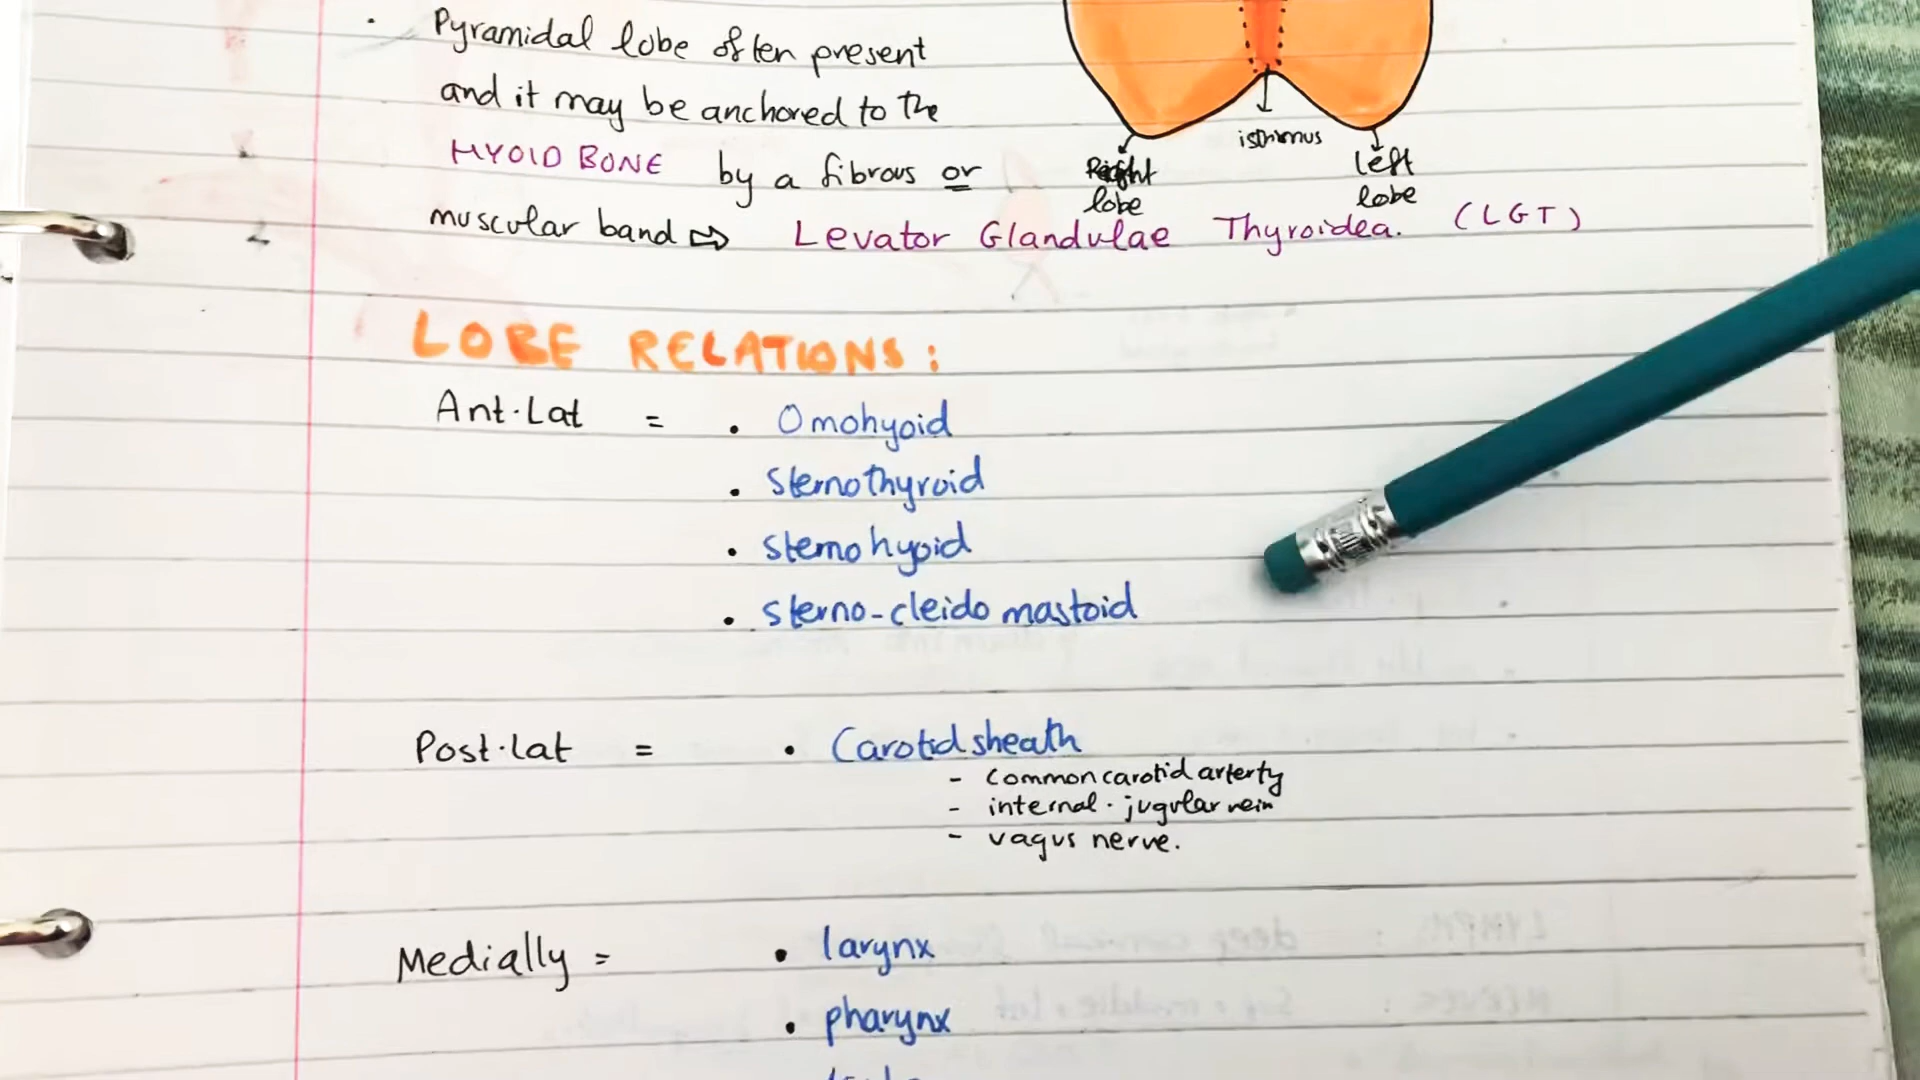 Pyramidal lobe often present
and it may be anchored to the
HYOID BONE by a fibrous or
muscular band ⇨ Levator Glandulae Thyroidea. (LGT)
isthmus
Right lobe
left lobe
LOBE RELATIONS:
Ant.Lat = • Omohyoid
• Sternothyroid
• sternohyoid
• sterno-cleido mastoid
Post.lat = • Carotid sheath
- common carotid arterty
- internal. jugular vein
- vagus nerve.
Medially = • larynx
• pharynx